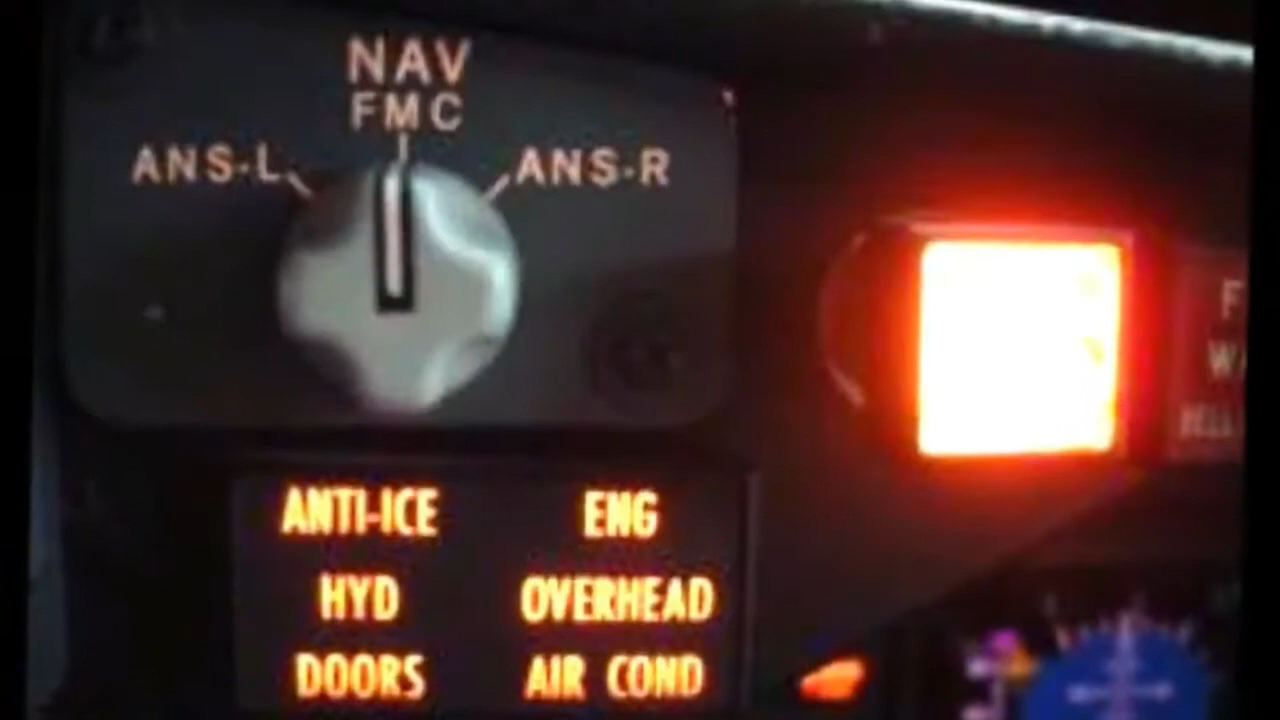 NAV
FMC
ANS-L
ANS-R
ANTI-ICE ENG
HYD OVERHEAD
DOORS AIR COND